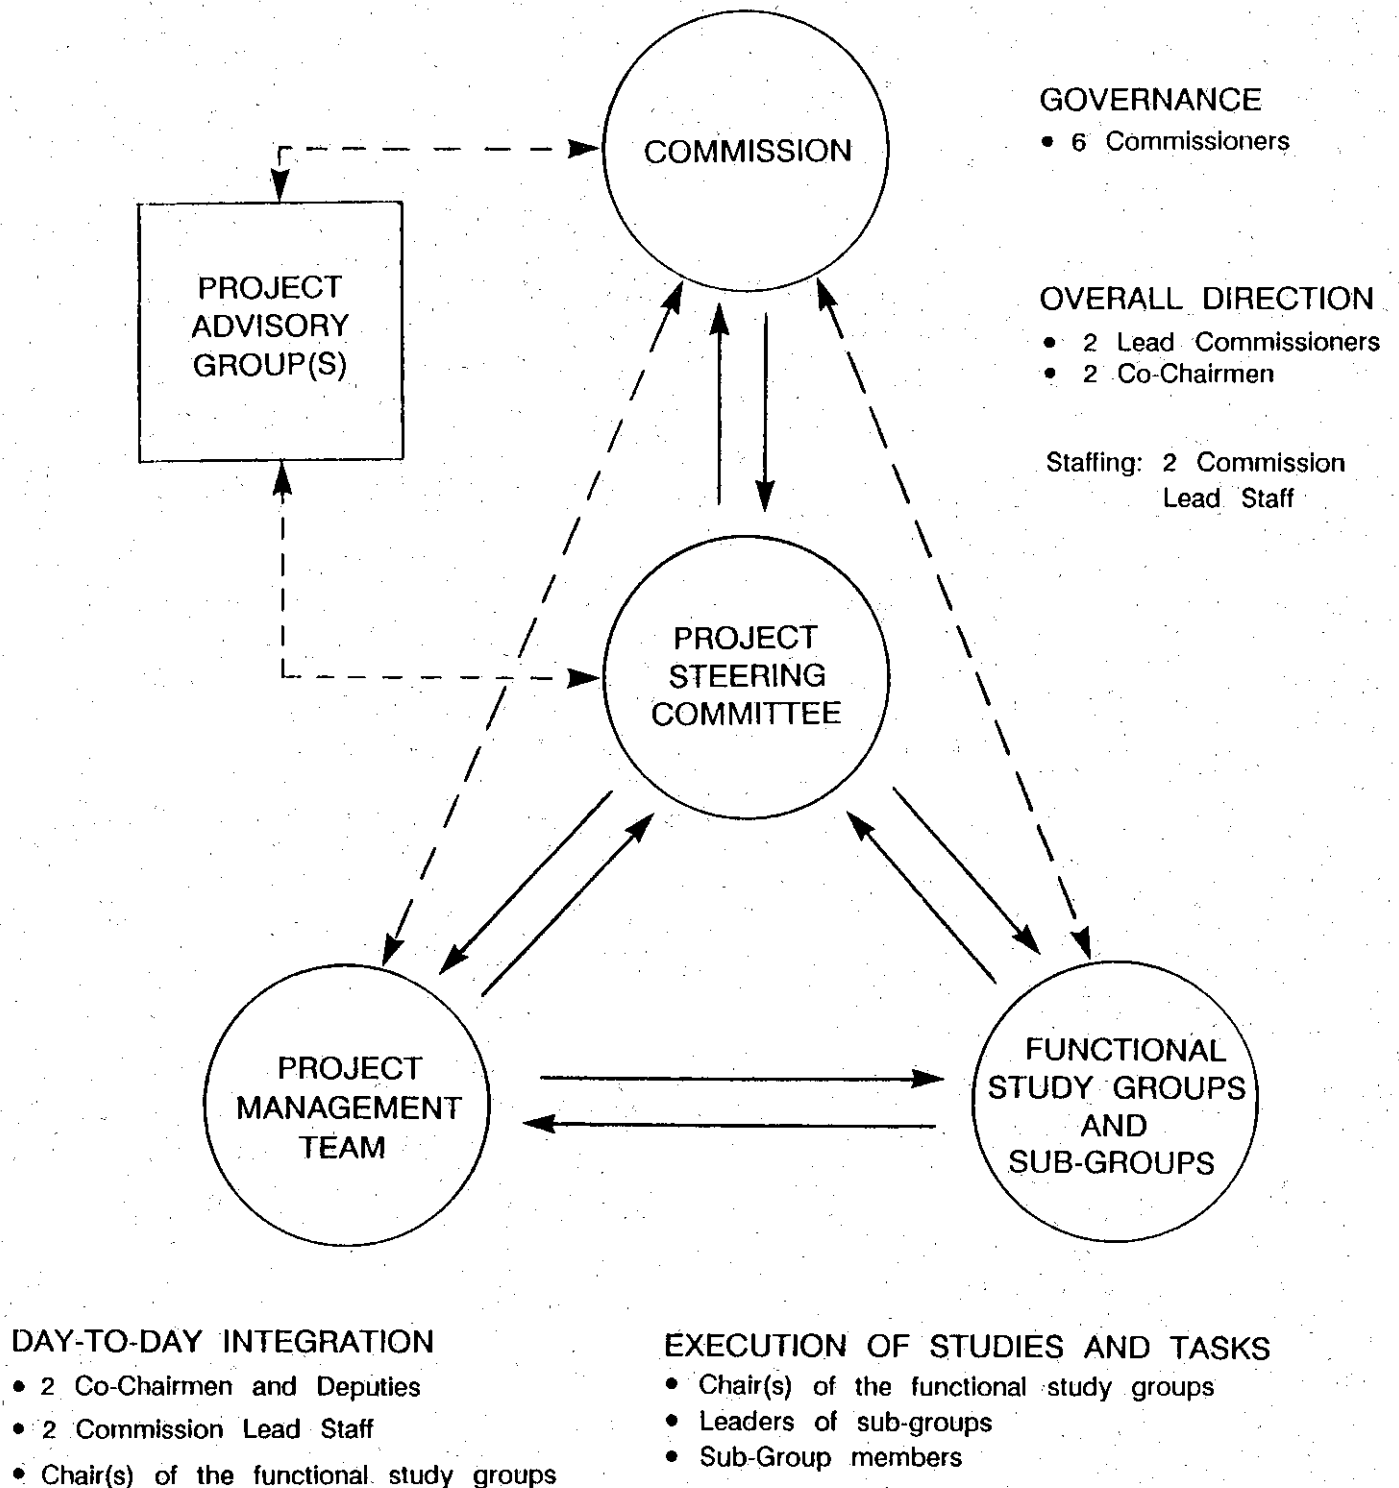 COMMISSION
GOVERNANCE
• 6 Commissioners
PROJECT
ADVISORY
GROUP(S)
OVERALL DIRECTION
• 2 Lead Commissioners
• 2 Co-Chairmen
Staffing: 2 Commission
Lead Staff
PROJECT
STEERING
COMMITTEE
PROJECT
MANAGEMENT
TEAM
FUNCTIONAL
STUDY GROUPS
AND
SUB-GROUPS
DAY-TO-DAY INTEGRATION
• 2 Co-Chairmen and Deputies
• 2 Commission Lead Staff
• Chair(s) of the functional study groups
EXECUTION OF STUDIES AND TASKS
• Chair(s) of the functional study groups
• Leaders of sub-groups
• Sub-Group members